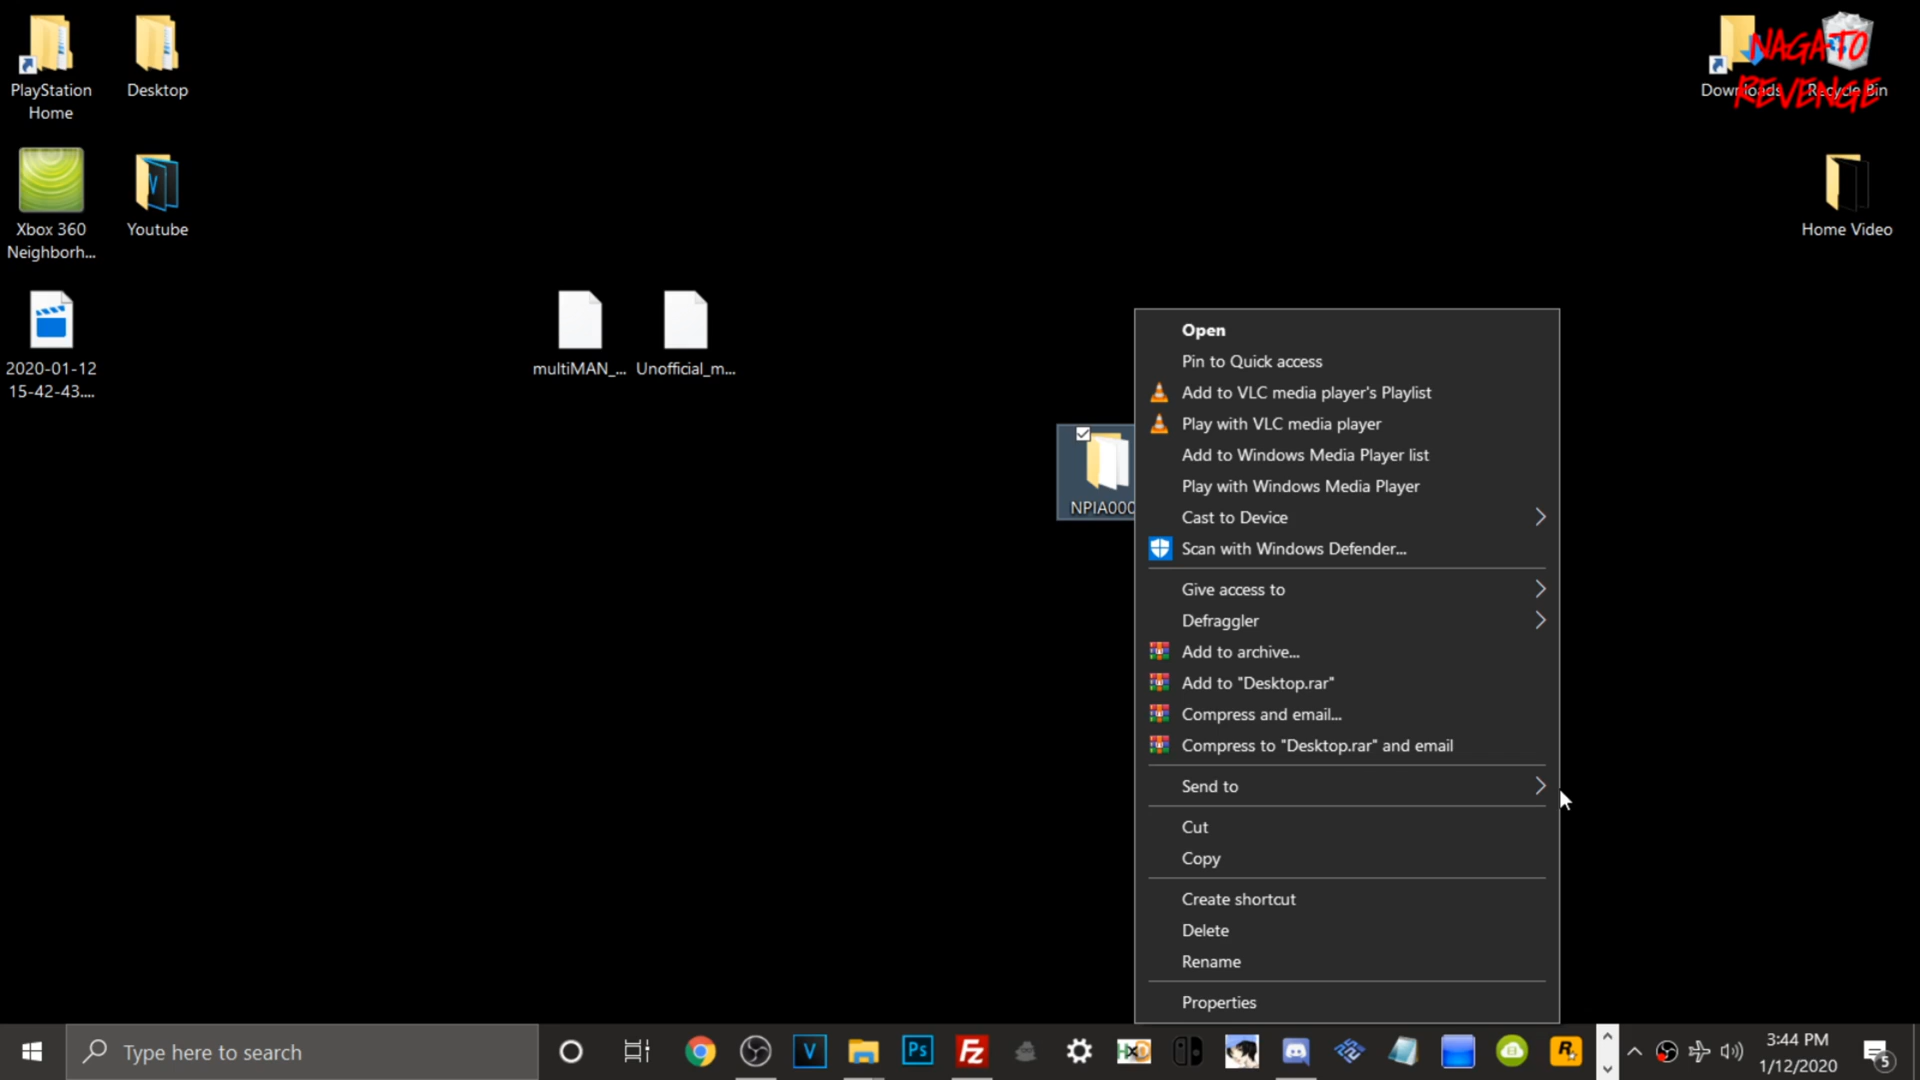 PlayStation
Home
Desktop
Downloads
Recycle Bin
NAGATO
REVENGE
Xbox 360
Neighborh...
Youtube
Home Video
2020-01-12
15-42-43....
multiMAN_...
Unofficial_m...
NPIA000
Open
Pin to Quick access
Add to VLC media player's Playlist
Play with VLC media player
Add to Windows Media Player list
Play with Windows Media Player
Cast to Device
Scan with Windows Defender...
Give access to
Defraggler
Add to archive...
Add to "Desktop.rar"
Compress and email...
Compress to "Desktop.rar" and email
Send to
Cut
Copy
Create shortcut
Delete
Rename
Properties
Type here to search
V
Ps
Fz
HxD
R
3:44 PM
1/12/2020
5